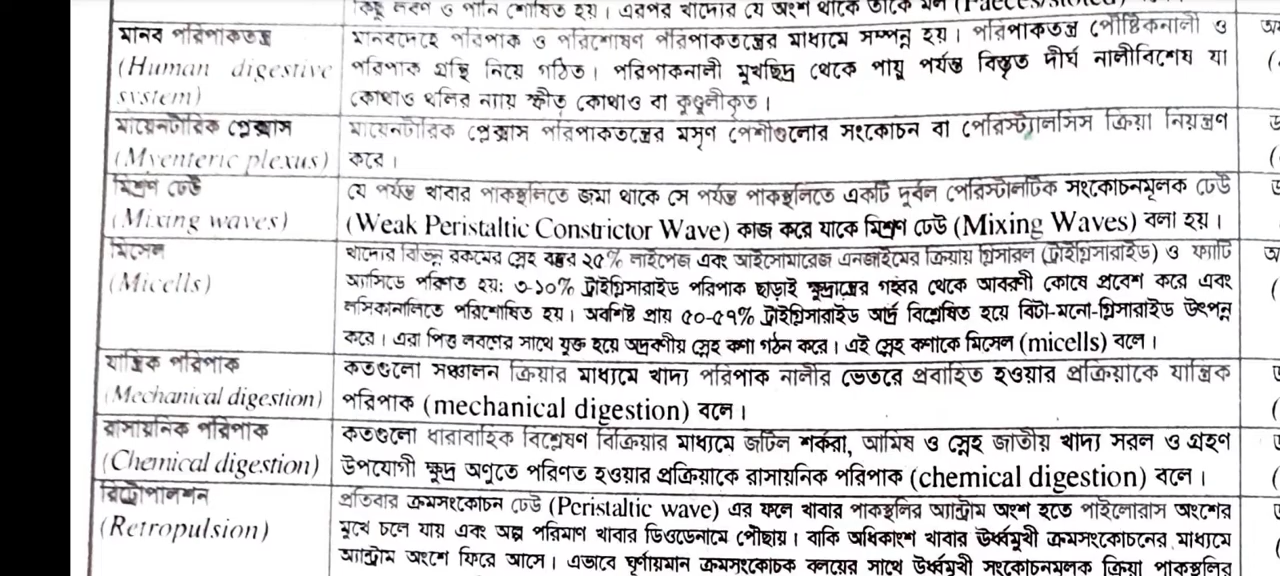 কিছু লবণ ও পানি শোষিত হয়। এরপর খাদ্যের যে অংশ থাকে তাকে মল
মানব পরিপাকতন্ত্র
(Human digestive
system)
মানবদেহে পরিপাক ও পরিশোষণ পরিপাকতন্ত্রের মাধ্যমে সম্পন্ন হয়। পরিপাকতন্ত্র পৌষ্টিকনালী ও
পরিপাক গ্রন্থি নিয়ে গঠিত। পরিপাকনালী মুখছিদ্র থেকে পায়ু পর্যন্ত বিস্তৃত দীর্ঘ নালীবিশেষ যা
কোথাও থলির ন্যায় স্ফীত কোথাও বা কুণ্ডলীকৃত।
মায়েনটারিক প্লেক্সাস
(Myenteric plexus)
মায়েনটারিক প্লেক্সাস পরিপাকতন্ত্রের মসৃণ পেশীগুলোর সংকোচন বা পেরিস্ট্যালসিস ক্রিয়া নিয়ন্ত্রণ
করে।
মিশ্রণ ঢেউ
(Mixing waves)
যে পর্যন্ত খাবার পাকস্থলিতে জমা থাকে সে পর্যন্ত পাকস্থলিতে একটি দুর্বল পেরিস্টালটিক সংকোচনমূলক ঢেউ
(Weak Peristaltic Constrictor Wave) কাজ করে যাকে মিশ্রণ ঢেউ (Mixing Waves) বলা হয়।
মিসেল
(Micells)
খাদ্যের বিভিন্ন রকমের স্নেহ বস্তুর ২৫% লাইপেজ এবং আইসোমারেজ এনজাইমের ক্রিয়ায় গ্লিসারল (ট্রাইগ্লিসারাইড) ও ফ্যাটি
অ্যাসিডে পরিণত হয়; ৩-১০% ট্রাইগ্লিসারাইড পরিপাক ছাড়াই ক্ষুদ্রান্ত্রের গহ্বর থেকে আবরণী কোষে প্রবেশ করে এবং
লসিকানালিতে পরিশোষিত হয়। অবশিষ্ট প্রায় ৫০-৫৭% ট্রাইগ্লিসারাইড আর্দ্র বিশ্লেষিত হয়ে বিটা-মনো-গ্লিসারাইড উৎপন্ন
করে। এরা পিত্ত লবণের সাথে যুক্ত হয়ে অদ্রবণীয় স্নেহ কণা গঠন করে। এই স্নেহ কণাকে মিসেল (micells) বলে।
যান্ত্রিক পরিপাক
(Mechanical digestion)
কতগুলো সঞ্চালন ক্রিয়ার মাধ্যমে খাদ্য পরিপাক নালীর ভেতরে প্রবাহিত হওয়ার প্রক্রিয়াকে যান্ত্রিক
পরিপাক (mechanical digestion) বলে।
রাসায়নিক পরিপাক
(Chemical digestion)
কতগুলো ধারাবাহিক বিশ্লেষণ বিক্রিয়ার মাধ্যমে জটিল শর্করা, আমিষ ও স্নেহ জাতীয় খাদ্য সরল ও গ্রহণ
উপযোগী ক্ষুদ্র অণুতে পরিণত হওয়ার প্রক্রিয়াকে রাসায়নিক পরিপাক (chemical digestion) বলে।
রিট্রোপালশন
(Retropulsion)
প্রতিবার ক্রমসংকোচন ঢেউ (Peristaltic wave) এর ফলে খাবার পাকস্থলির অ্যান্ট্রাম অংশ হতে পাইলোরাস অংশের
মুখে চলে যায় এবং অল্প পরিমাণ খাবার ডিওডেনামে পৌঁছায়। বাকি অধিকাংশ খাবার ঊর্ধ্বমুখী ক্রমসংকোচনের মাধ্যমে
অ্যান্ট্রাম অংশে ফিরে আসে। এভাবে ঘূর্ণায়মান ক্রমসংকোচক বলয়ের সাথে ঊর্ধ্বমুখী সংকোচনমূলক ক্রিয়া পাকস্থলির